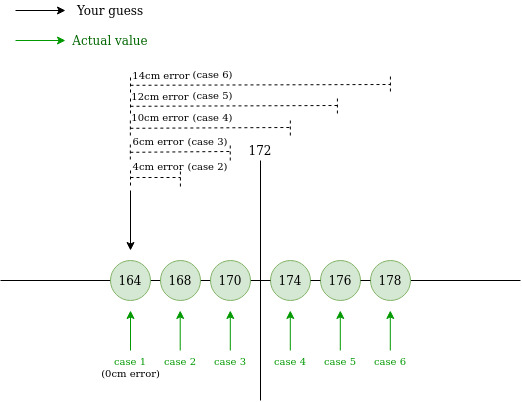 Your guess
Actual value
14cm error (case 6)
12cm error (case 5)
10cm error (case 4)
6cm error (case 3)
172
4cm error (case 2)
164 168 170 174 176 178
case 1 case 2 case 3 case 4 case 5 case 6
(0cm error)